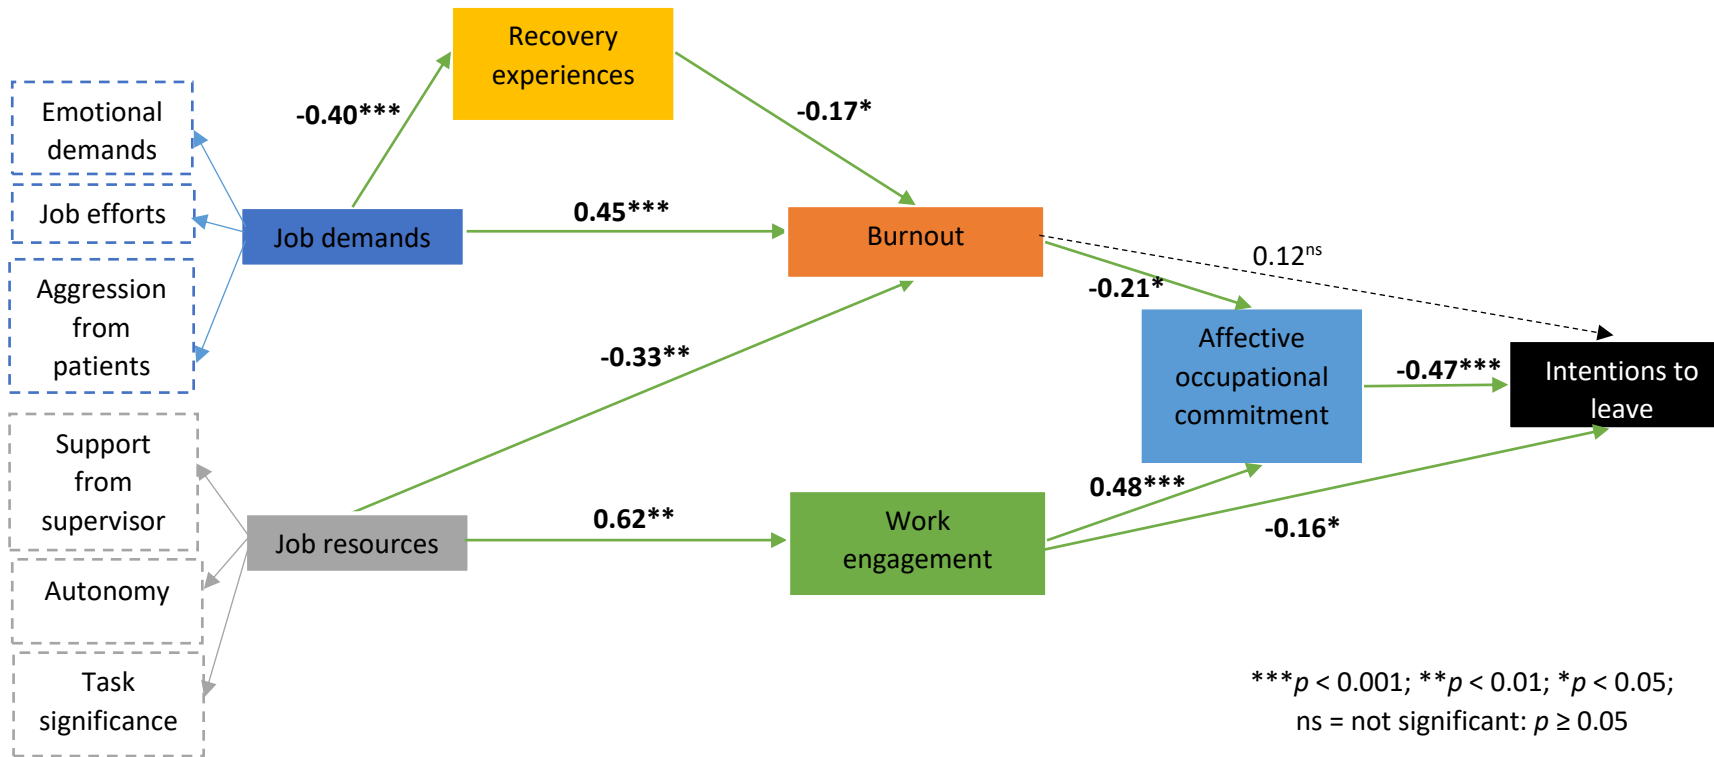 Recovery
experiences
-0.40***
-0.17*
Emotional
demands
Job efforts
Aggression
from
patients
Job demands
0.45***
Burnout
0.12ns
-0.21*
-0.33**
Affective
occupational
commitment
-0.47***
Intentions to
leave
Support
from
supervisor
Autonomy
Task
significance
Job resources
0.62**
Work
engagement
0.48***
-0.16*
***p < 0.001; **p < 0.01; *p < 0.05;
ns = not significant: p ≥ 0.05